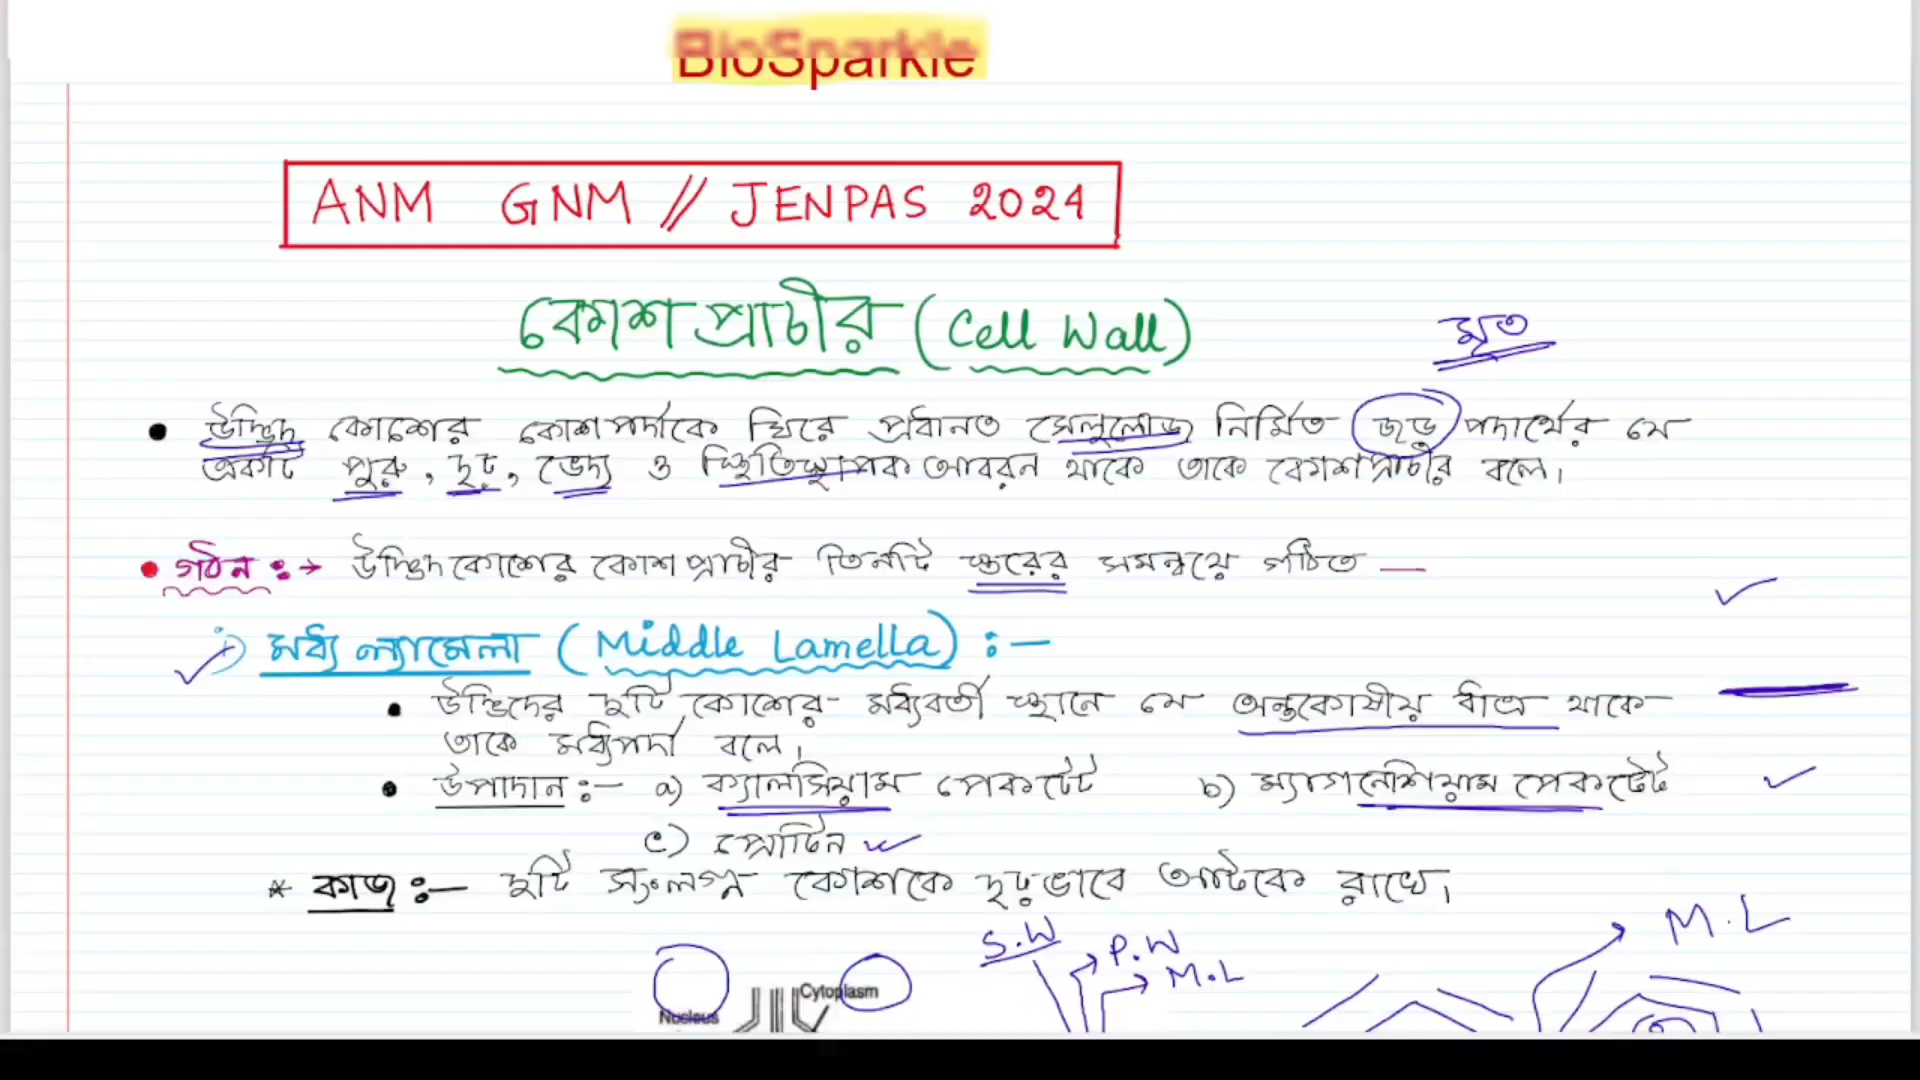 BioSparkle
ANM GNM // JENPAS 2024
কোশপ্রাচীর (Cell Wall)
মৃত
• উদ্ভিদ কোশের কোশপর্দাকে ঘিরে প্রধানত সেলুলোজ নির্মিত জড় পদার্থের যে
একটি পুরু, দৃঢ়, ভেদ্য ও স্থিতিস্থাপক আবরন থাকে তাকে কোশপ্রাচীর বলে।
• গঠন :→ উদ্ভিদকোশের কোশপ্রাচীর তিনটি স্তরের সমন্বয়ে গঠিত —
i) মধ্য ল্যামেলা (Middle Lamella) :—
• উদ্ভিদের দুটি কোশের মধ্যবর্তী স্থানে যে অন্তকোষীয় ধাত্র থাকে
তাকে মধ্যপর্দা বলে।
• উপাদান :— a) ক্যালসিয়াম পেকটেট b) ম্যাগনেশিয়াম পেকটেট
c) প্রোটিন
* কাজ :— দুটি সংলগ্ন কোশকে দৃঢ়ভাবে আটকে রাখে।
S.W P.W M.L
M.L
Cytoplasm
Nucleus